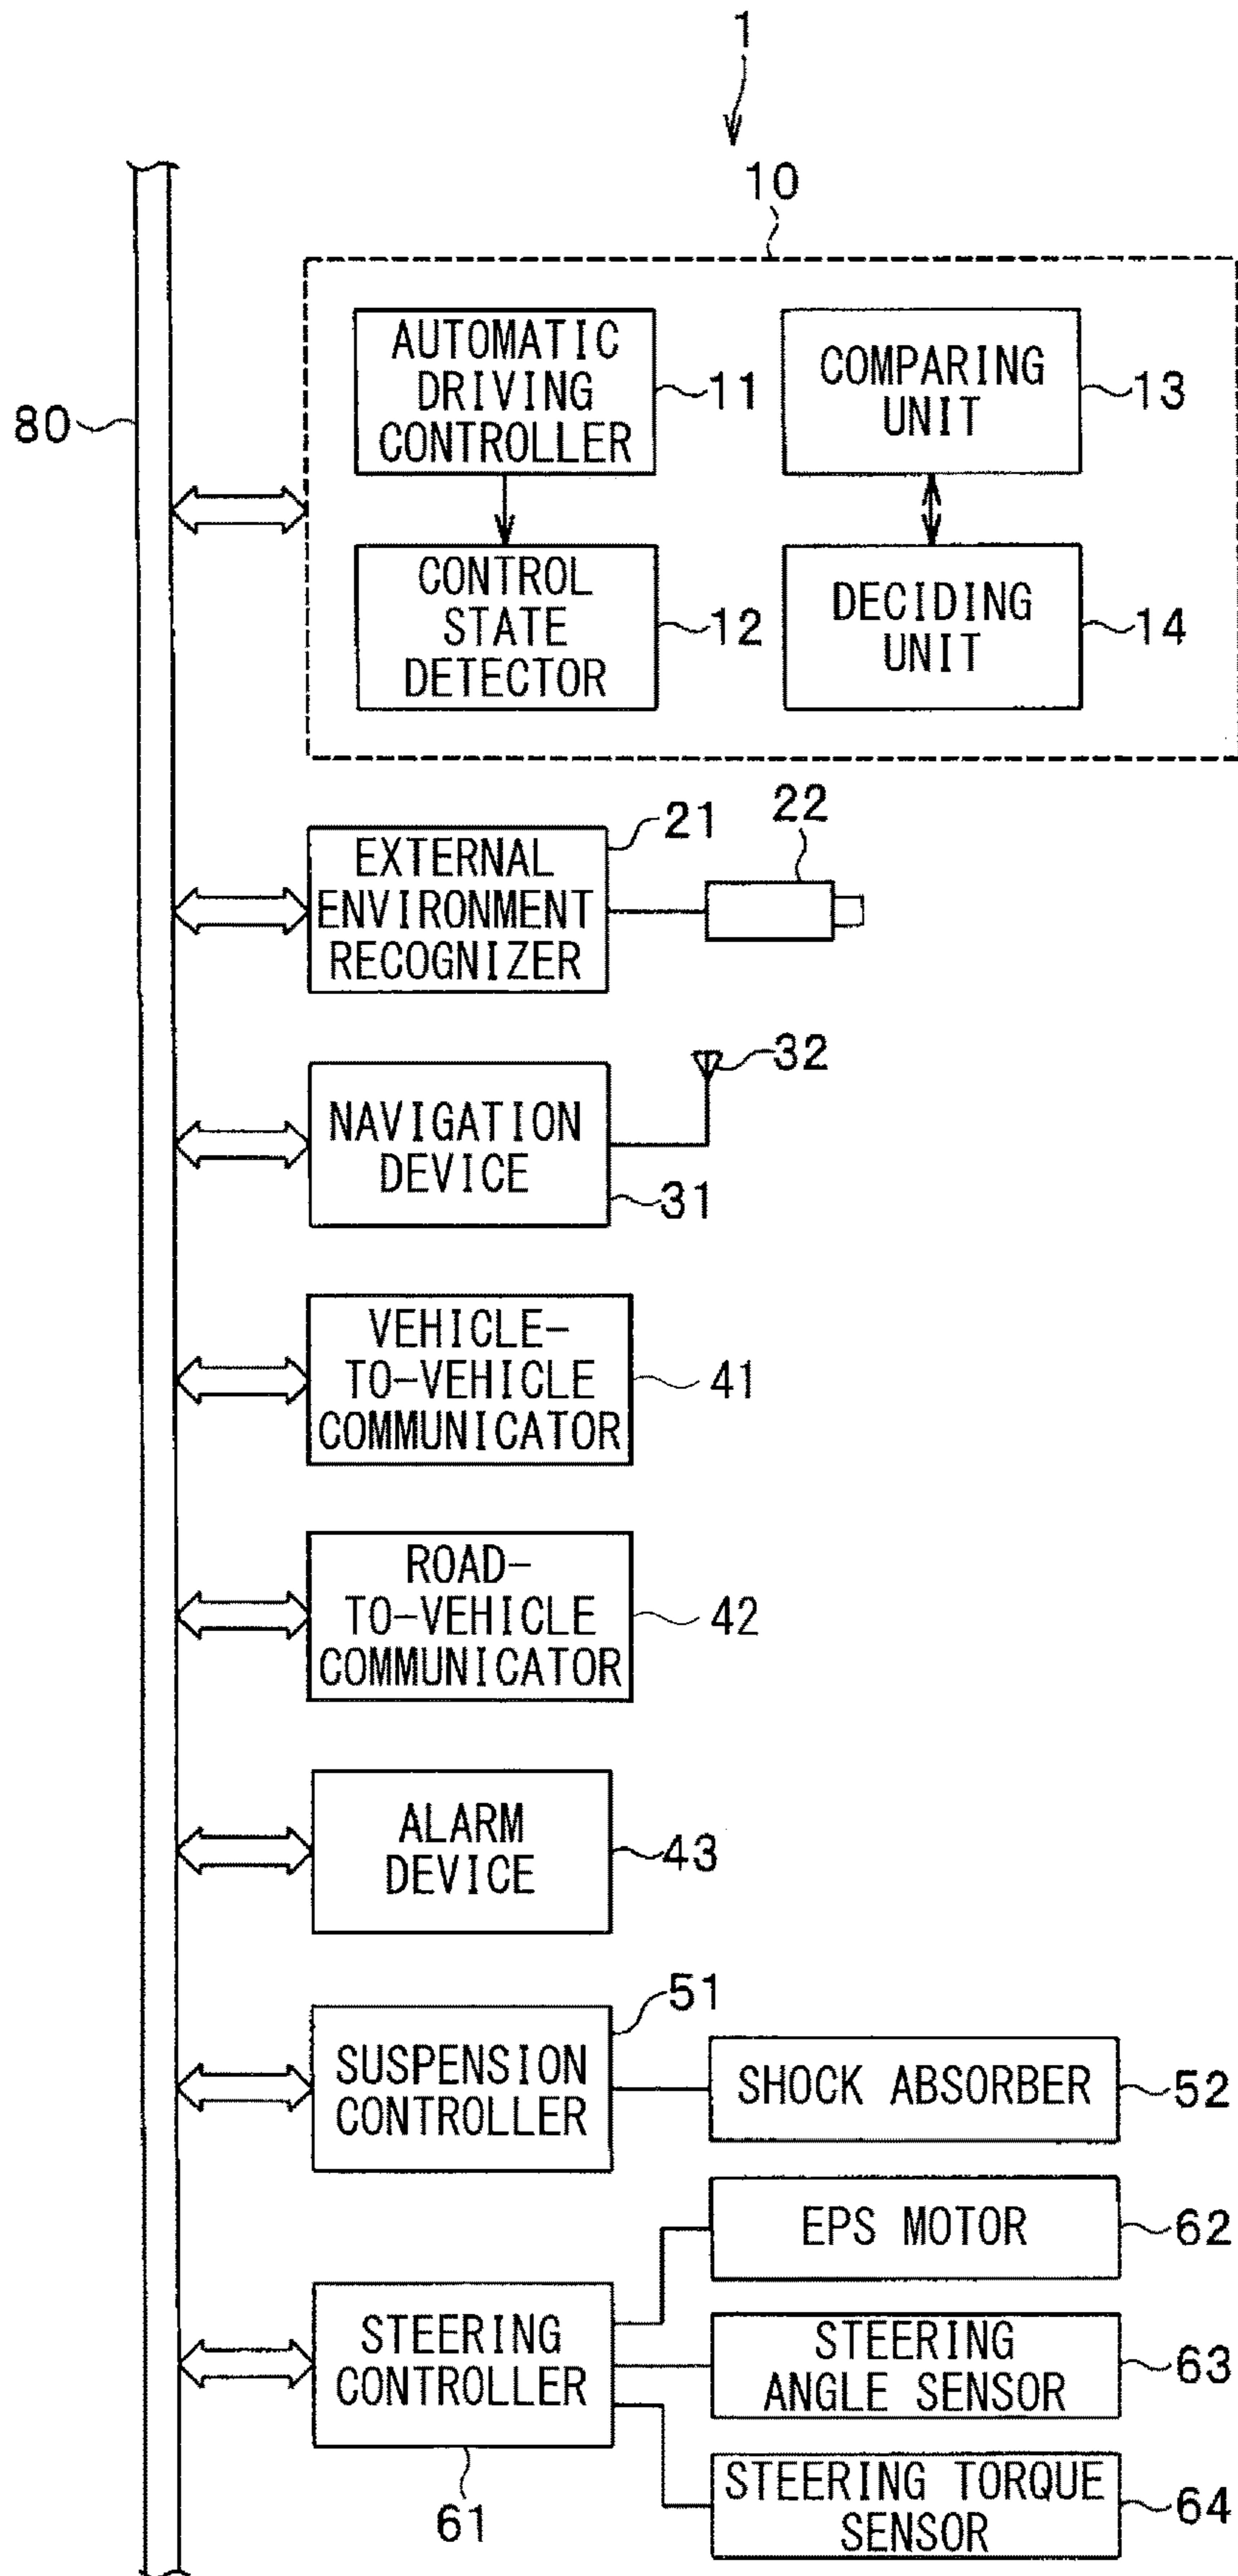 1
10
AUTOMATIC
DRIVING
CONTROLLER
11
COMPARING
UNIT
13
80
CONTROL
STATE
DETECTOR
12
DECIDING
UNIT
14
EXTERNAL
ENVIRONMENT
RECOGNIZER
21
22
NAVIGATION
DEVICE
31
32
VEHICLE-
TO-VEHICLE
COMMUNICATOR
41
ROAD-
TO-VEHICLE
COMMUNICATOR
42
ALARM
DEVICE
43
SUSPENSION
CONTROLLER
51
SHOCK ABSORBER
52
EPS MOTOR
62
STEERING
CONTROLLER
61
STEERING
ANGLE SENSOR
63
STEERING TORQUE
SENSOR
64